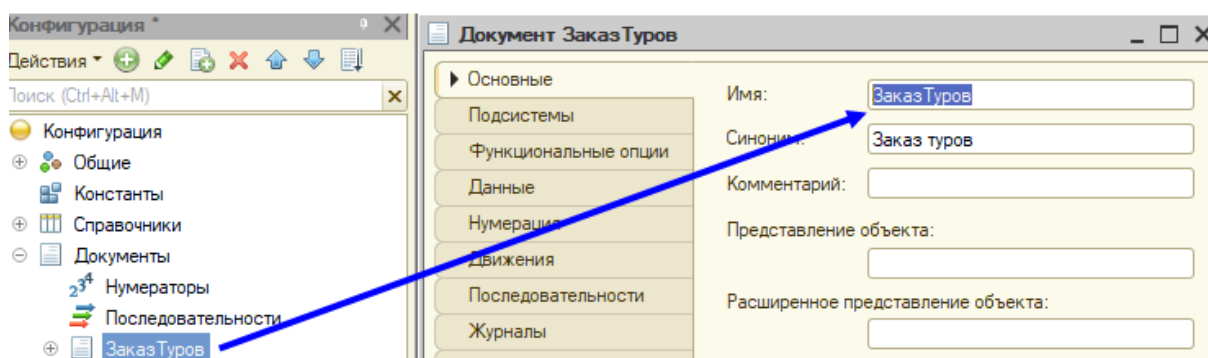 Конфигурация *
Действия
Поиск (Ctrl+Alt+M)
Конфигурация
Общие
Константы
Справочники
Документы
Нумераторы
Последовательности
ЗаказТуров
Документ ЗаказТуров
Основные
Подсистемы
Функциональные опции
Данные
Нумерация
Движения
Последовательности
Журналы
Имя:
ЗаказТуров
Синоним:
Заказ туров
Комментарий:
Представление объекта:
Расширенное представление объекта: